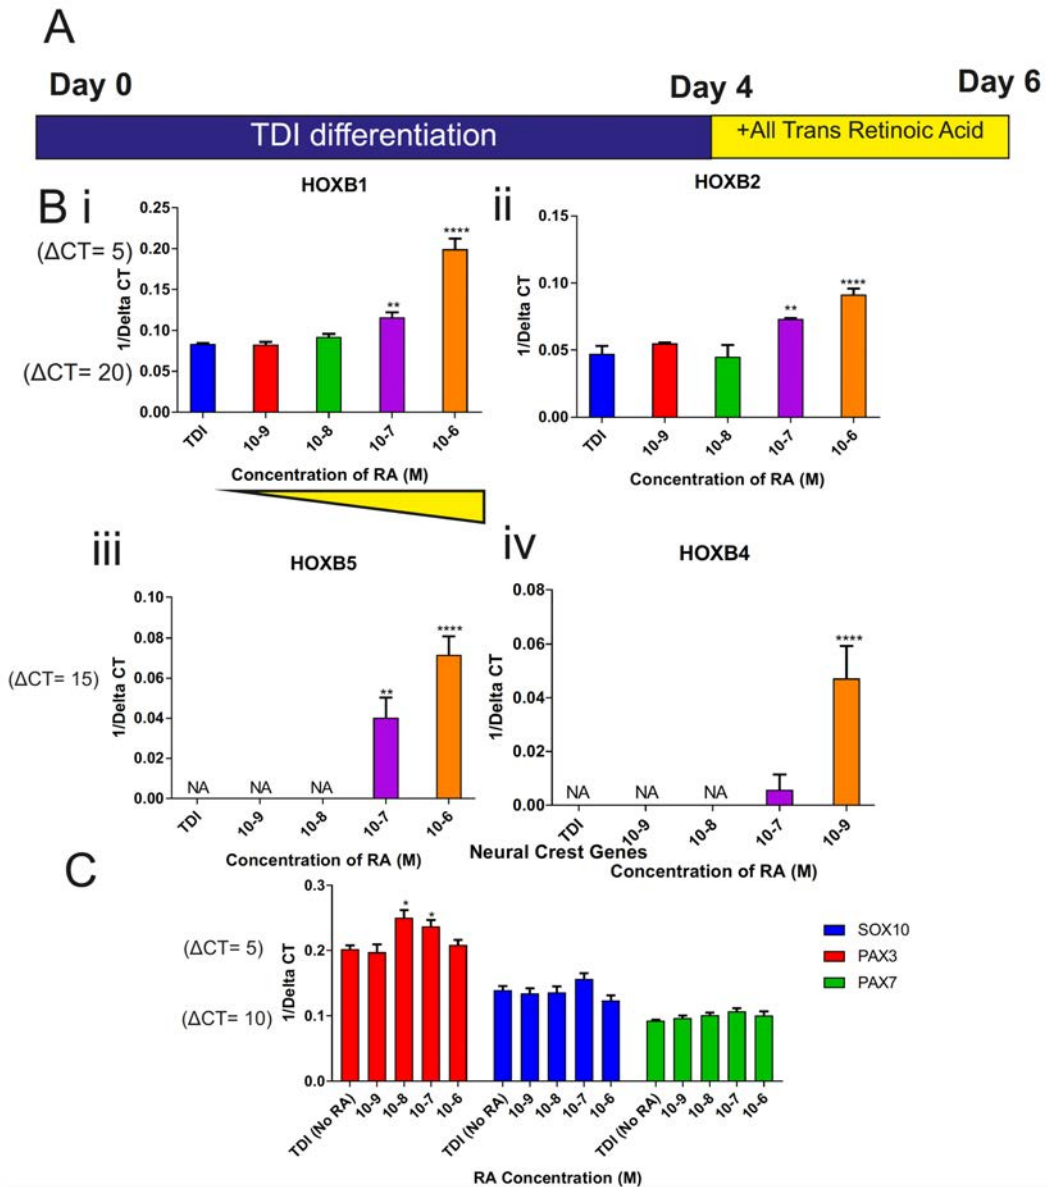 A
Day 0
Day 4
Day 6
TDI differentiation
+All Trans Retinoic Acid
B i
HOXB1
(ΔCT= 5)
(ΔCT= 20)
1/Delta CT
0.25
0.20
0.15
0.10
0.05
0.00
**
****
TDI
10-9
10-8
10-7
10-6
Concentration of RA (M)
ii
HOXB2
1/Delta CT
0.15
0.10
0.05
0.00
**
****
TDI
10-9
10-8
10-7
10-6
Concentration of RA (M)
iii
HOXB5
(ΔCT= 15)
1/Delta CT
0.10
0.08
0.06
0.04
0.02
0.00
NA
NA
NA
**
****
TDI
10-9
10-8
10-7
10-6
Concentration of RA (M)
iv
HOXB4
1/Delta CT
0.08
0.06
0.04
0.02
0.00
NA
NA
NA
****
TDI
10-9
10-8
10-7
10-9
Concentration of RA (M)
C
Neural Crest Genes
(ΔCT= 5)
(ΔCT= 10)
1/Delta CT
0.3
0.2
0.1
0.0
*
*
TDI (No RA)
10-9
10-8
10-7
10-6
TDI (No RA)
10-9
10-8
10-7
10-6
TDI (No RA)
10-9
10-8
10-7
10-6
RA Concentration (M)
SOX10
PAX3
PAX7